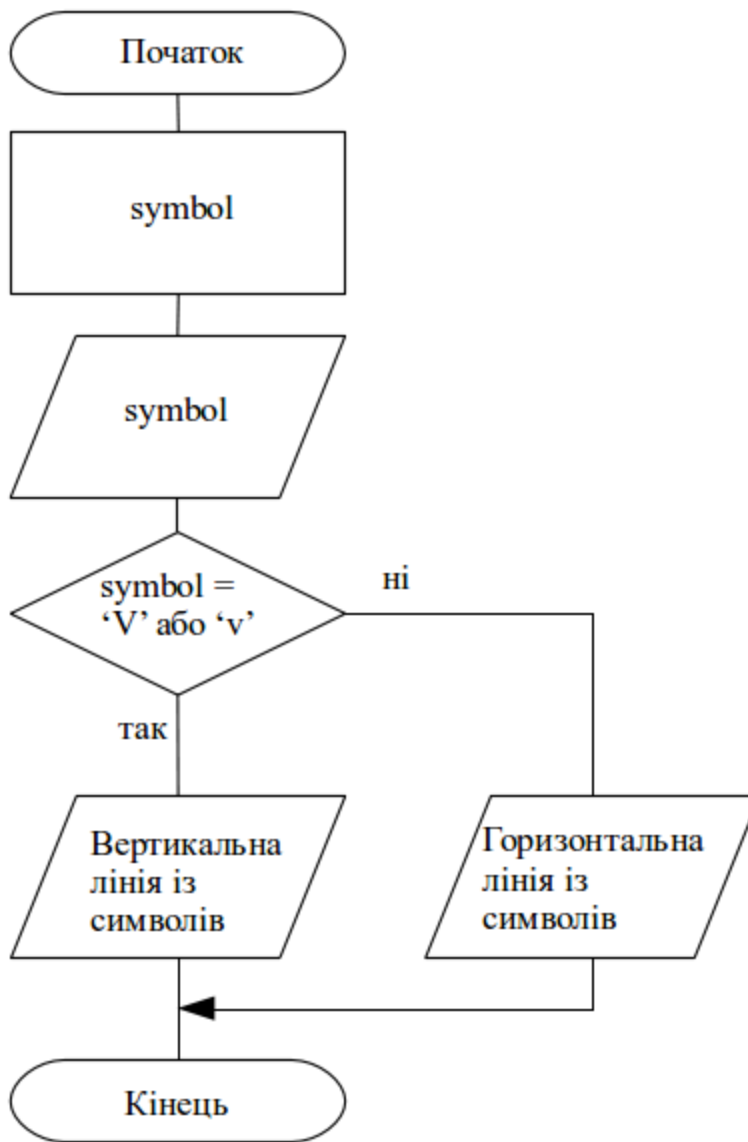 Початок
symbol
symbol
symbol =
‘V’ або ‘v’
ні
так
Вертикальна
лінія із
символів
Горизонтальна
лінія із
символів
Кінець